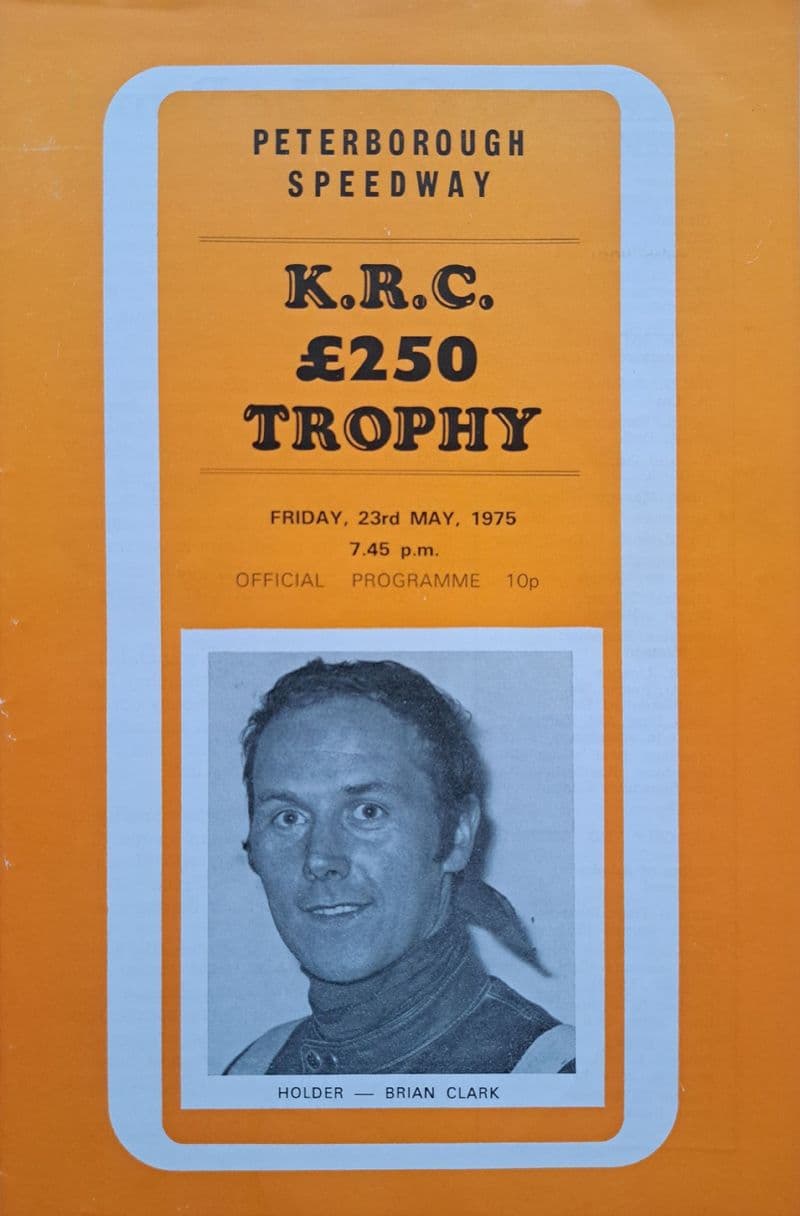 PETERBOROUGH
SPEEDWAY
K.R.C.
£250
TROPHY
FRIDAY, 23rd MAY, 1975
7.45 p.m.
OFFICIAL PROGRAMME 10p
HOLDER — BRIAN CLARK